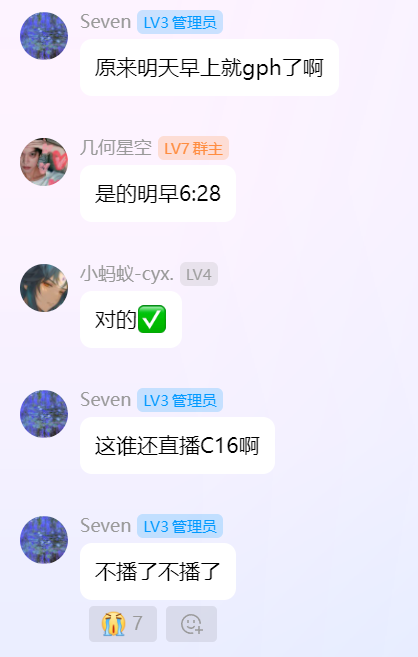 Seven LV3 管理员
原来明天早上就gph了啊
几何星空 LV7 群主
是的明早6:28
小蚂蚁-cyx. LV4
对的✅
Seven LV3 管理员
这谁还直播C16啊
Seven LV3 管理员
不播了不播了
😭 7